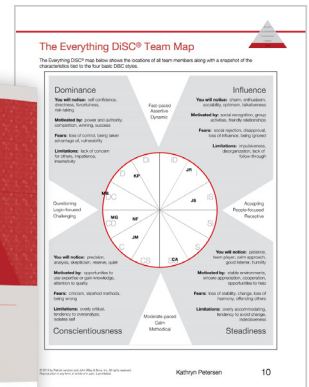 The Everything DiSC® Team Map
The Everything DiSC® map below shows the locations of all team members along with a snapshot of the
characteristics tied to the four basic DiSC styles.
Dominance
You will notice: self-confidence,
directness, forcefulness,
risk-taking
Motivated by: power and authority,
competition, winning, success
Fears: loss of control, being taken
advantage of, vulnerability
Limitations: lack of concern
for others, impatience,
insensitivity
Fast-paced
Assertive
Dynamic
Influence
You will notice: charm, enthusiasm,
sociability, optimism, talkativeness
Motivated by: social recognition, group
activities, friendly relationships
Fears: social rejection, disapproval,
loss of influence, being ignored
Limitations: impulsiveness,
disorganization, lack of
follow-through
D
Di
iD
i
KP
JR
JS
iS
DC
MG
NF
JM
C
CS
CA
S
Questioning
Logic-focused
Challenging
Accepting
People-focused
Receptive
You will notice: precision,
analysis, skepticism, reserve, quiet
Motivated by: opportunities to
use expertise or gain knowledge,
attention to quality
Fears: criticism, slipshod methods,
being wrong
Limitations: overly critical,
tendency to overanalyze,
isolates self
Conscientiousness
Moderate-paced
Calm
Methodical
You will notice: patience,
team player, calm approach,
good listener, humility
Motivated by: stable environments,
sincere appreciation, cooperation,
opportunities to help
Fears: loss of stability, change, loss of
harmony, offending others
Limitations: overly accommodating,
tendency to avoid change,
indecisiveness
Steadiness
Kathryn Petersen
10